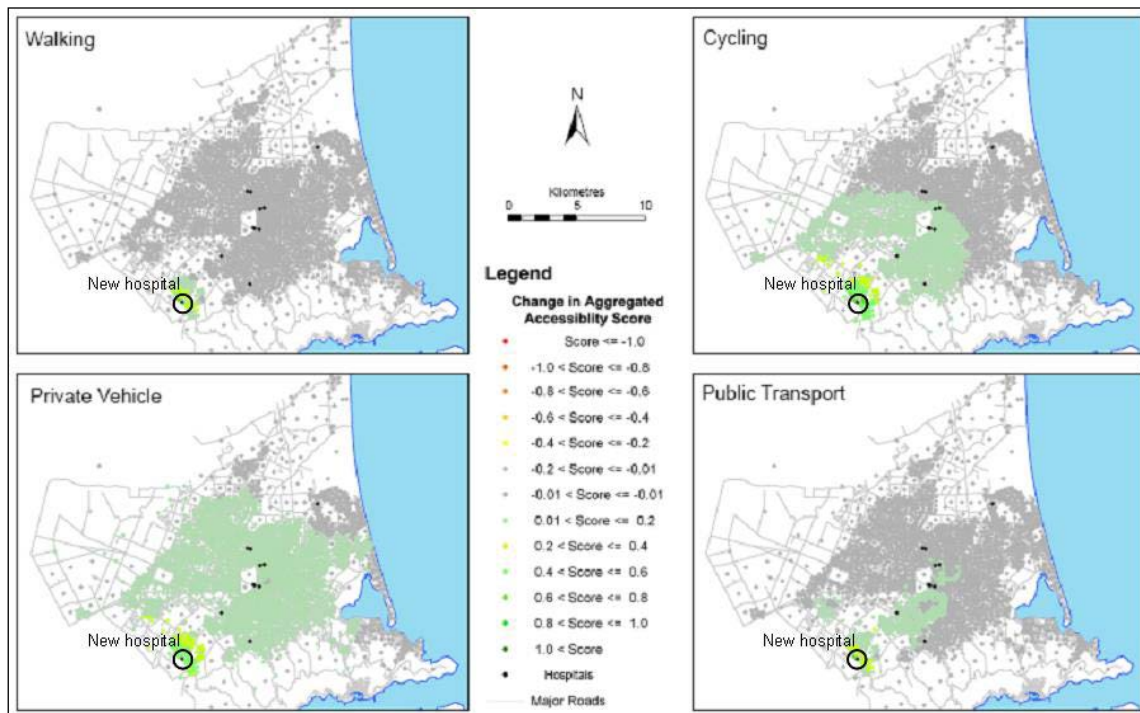 Walking
New hospital
Cycling
New hospital
Private Vehicle
New hospital
Public Transport
New hospital
N
Kilometres
0 5 10
Legend
Change in Aggregated
Accessiblity Score
Score <= -1.0
-1.0 < Score <= -0.8
-0.8 < Score <= -0.6
-0.6 < Score <= -0.4
-0.4 < Score <= -0.2
-0.2 < Score <= -0.01
-0.01 < Score <= -0.01
0.01 < Score <= 0.2
0.2 < Score <= 0.4
0.4 < Score <= 0.6
0.6 < Score <= 0.8
0.8 < Score <= 1.0
1.0 < Score
Hospitals
Major Roads